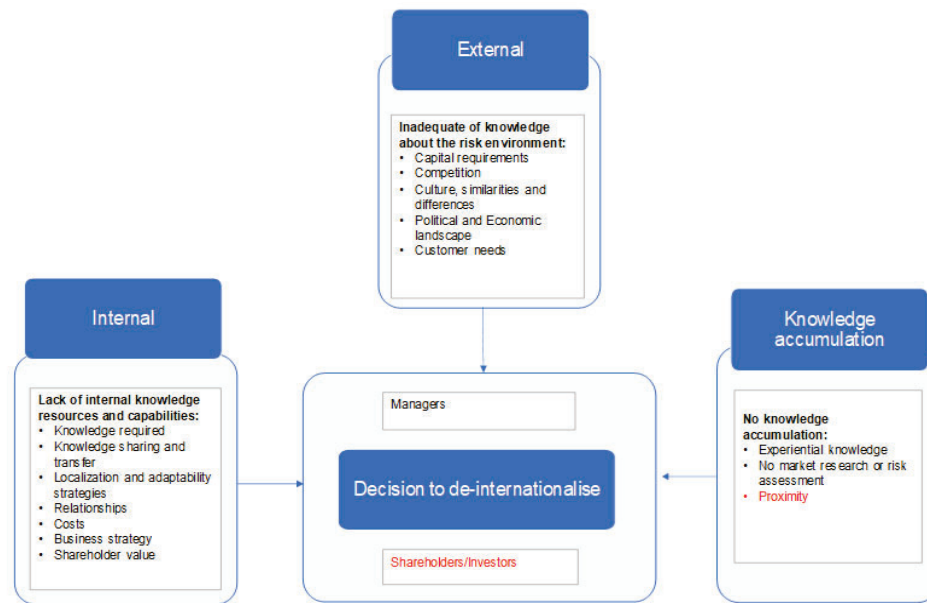 External
Inadequate of knowledge
about the risk environment:
• Capital requirements
• Competition
• Culture, similarities and
differences
• Political and Economic
landscape
• Customer needs
Internal
Lack of internal knowledge
resources and capabilities:
• Knowledge required
• Knowledge sharing and
transfer
• Localization and adaptability
strategies
• Relationships
• Costs
• Business strategy
• Shareholder value
Managers
Decision to de-internationalise
Shareholders/Investors
Knowledge
accumulation
No knowledge
accumulation:
• Experiential knowledge
• No market research or risk
assessment
• Proximity